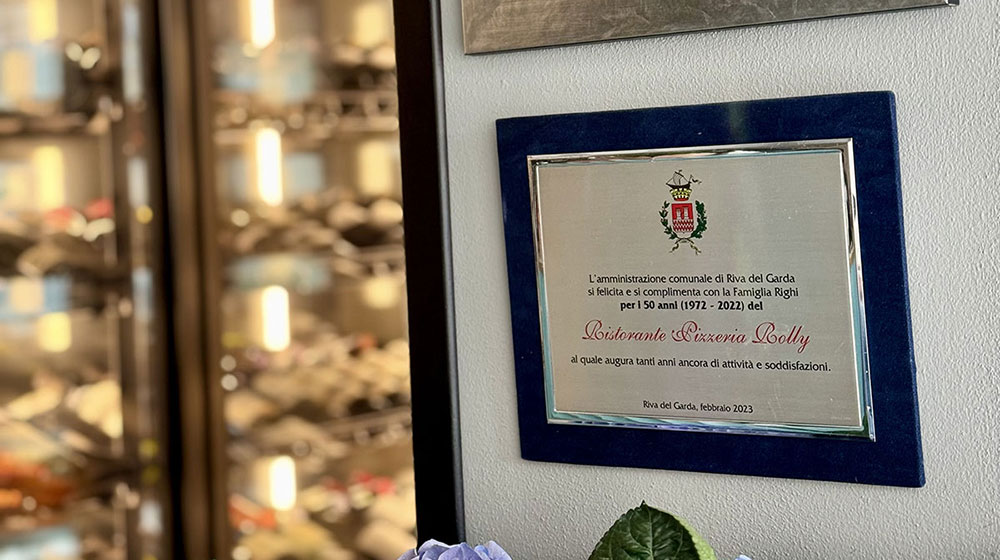 L'amministrazione comunale di Riva del Garda
si felicita e si complimenta con la Famiglia Righi
per i 50 anni (1972 - 2022) del
Ristorante Pizzeria Rolly
al quale augura tanti anni ancora di attività e soddisfazioni.
Riva del Garda, febbraio 2023